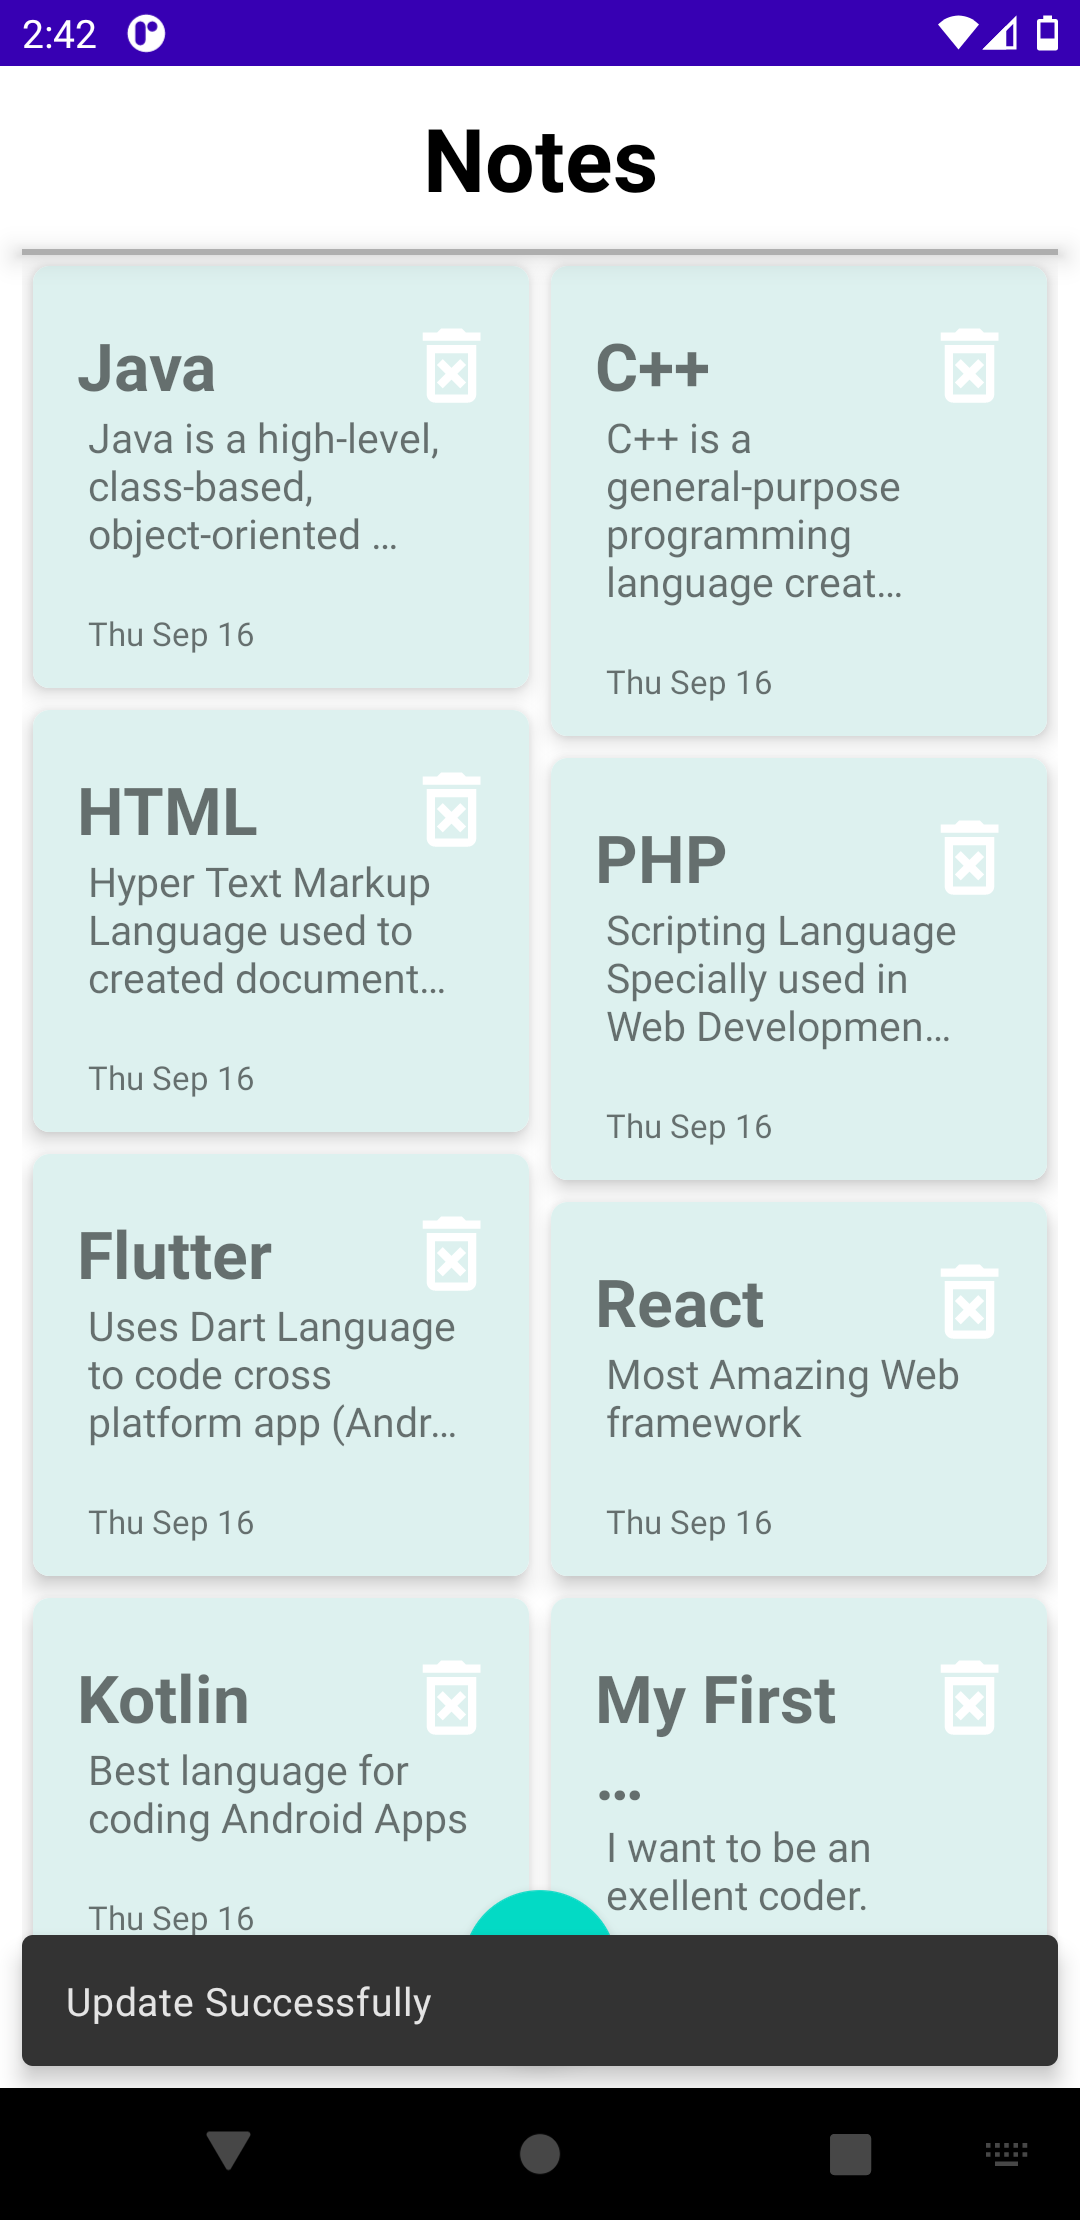 2:42
Notes
Java
Java is a high-level,
class-based,
object-oriented ...
Thu Sep 16
C++
C++ is a
general-purpose
programming
language creat...
Thu Sep 16
HTML
Hyper Text Markup
Language used to
created document...
Thu Sep 16
PHP
Scripting Language
Specially used in
Web Developmen...
Thu Sep 16
Flutter
Uses Dart Language
to code cross
platform app (Andr...
Thu Sep 16
React
Most Amazing Web
framework
Thu Sep 16
Kotlin
Best language for
coding Android Apps
Thu Sep 16
My First
...
I want to be an
exellent coder.
Update Successfully